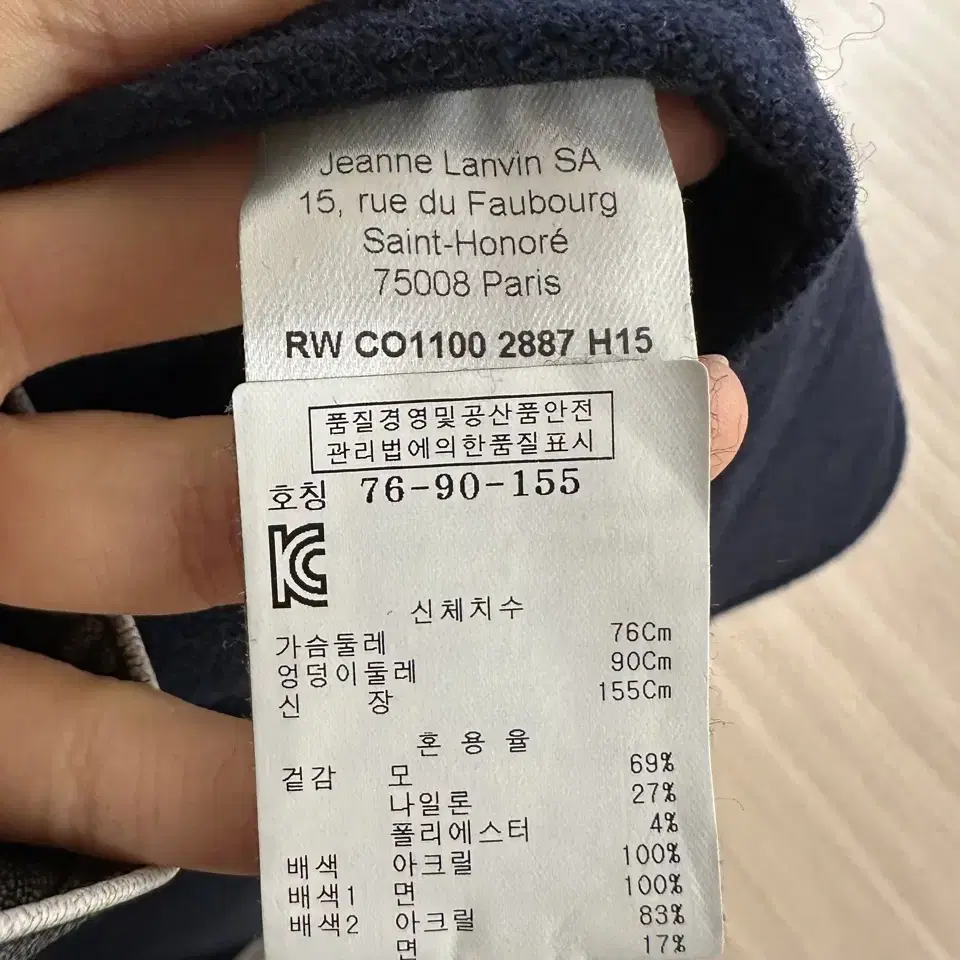 Jeanne Lanvin SA
15, rue du Faubourg
Saint-Honoré
75008 Paris
RW CO1100 2887 H15
품질경영및공산품안전
관리법에의한품질표시
호칭 76-90-155
신체치수
가슴둘레 76Cm
엉덩이둘레 90Cm
신 장 155Cm
혼 용 율
겉감 모 69%
나일론 27%
폴리에스터 4%
배색 아크릴 100%
배색1 면 100%
배색2 아크릴 83%
면 17%